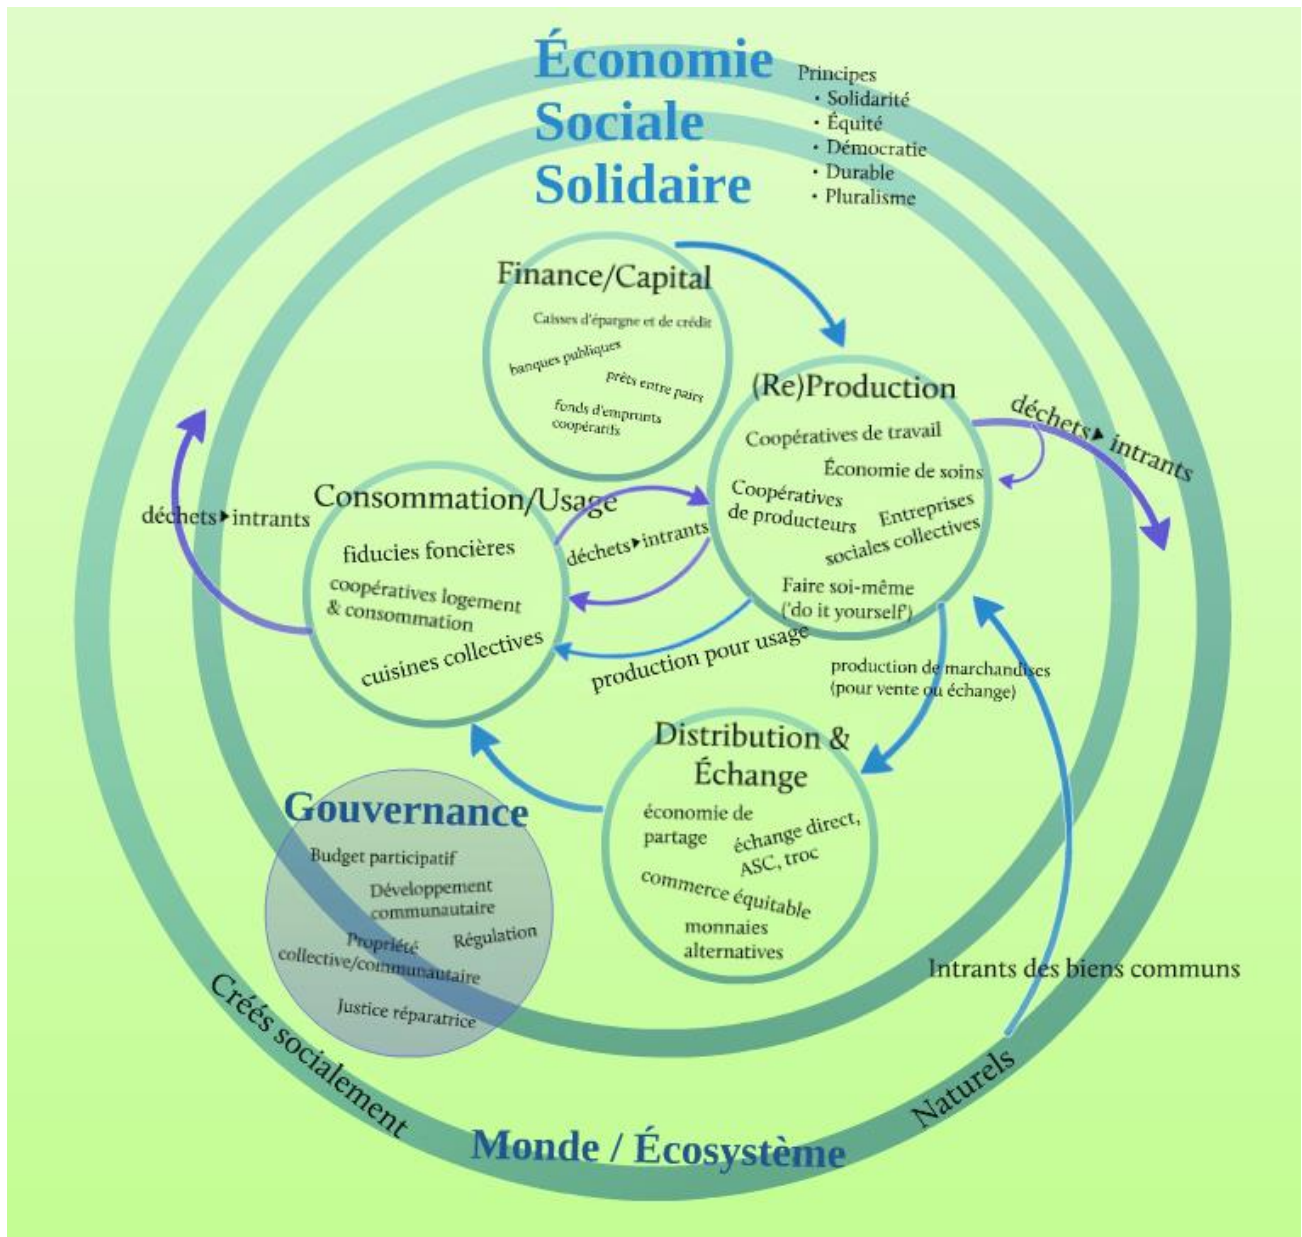 Économie
Sociale
Solidaire
Principes
• Solidarité
• Équité
• Démocratie
• Durable
• Pluralisme
Finance/Capital
Caisses d'épargne et de crédit
banques publiques
prêts entre pairs
fonds d'emprunts
coopératifs
(Re)Production
Coopératives de travail
Économie de soins
Coopératives
de producteurs
Entreprises
sociales collectives
Faire soi-même
('do it yourself')
déchets▸ intrants
Consommation/Usage
fiducies foncières
coopératives logement
& consommation
cuisines collectives
déchets▸intrants
déchets▸intrants
production pour usage
production de marchandises
(pour vente ou échange)
Distribution &
Échange
économie de
partage
échange direct,
ASC, troc
commerce équitable
monnaies
alternatives
Gouvernance
Budget participatif
Développement
communautaire
Propriété
collective/communautaire
Régulation
Justice réparatrice
Intrants des biens communs
Créés socialement
Naturels
Monde / Écosystème